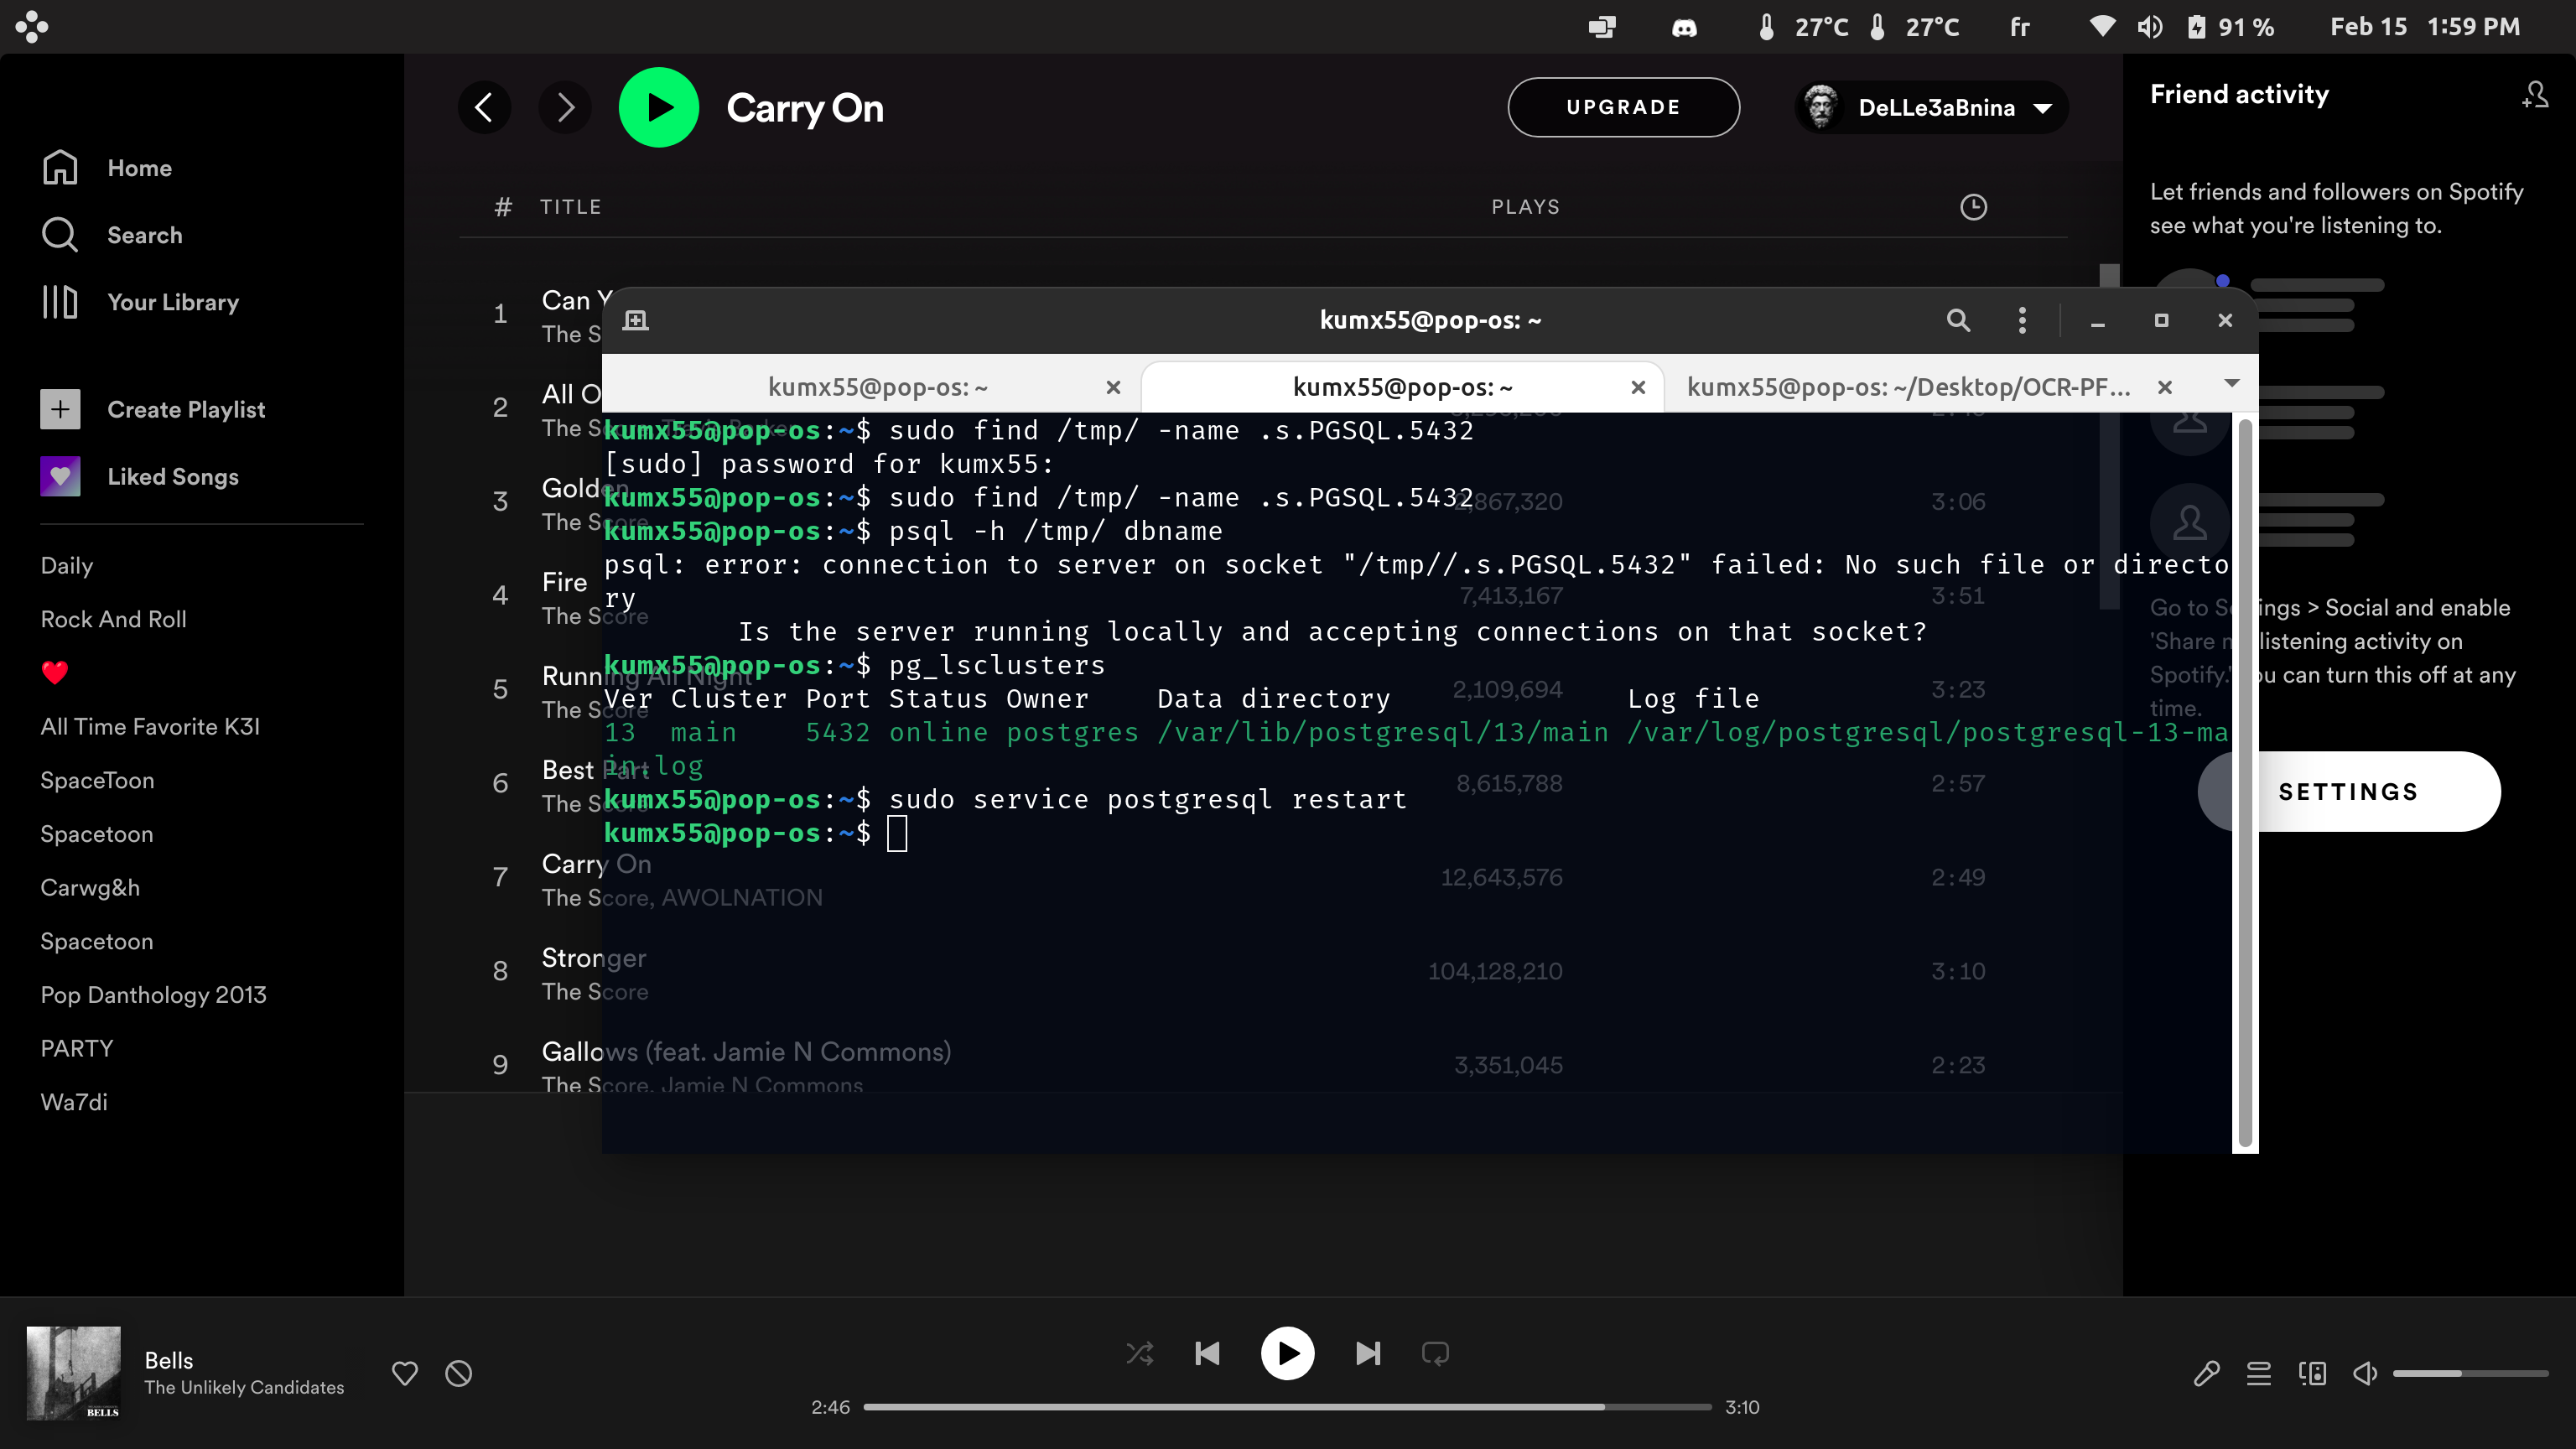 27°C 27°C fr 91 % Feb 15 1:59 PM
Home
Search
Your Library
Create Playlist
Liked Songs
Daily
Rock And Roll
All Time Favorite K3I
SpaceToon
Spacetoon
Carwg&h
Spacetoon
Pop Danthology 2013
PARTY
Wa7di
Carry On
UPGRADE
DeLLe3aBnina
# TITLE PLAYS
1 Can Y
The S
2 All O
The S
3 Golden 2,867,320 3:06
The Score
4 Fire 7,413,167 3:51
The Score
5 Running All Night 2,109,694 3:23
The Score
6 Best Part 8,615,788 2:57
The Score
7 Carry On 12,643,576 2:49
The Score, AWOLNATION
8 Stronger 104,128,210 3:10
The Score
9 Gallows (feat. Jamie N Commons) 3,351,045 2:23
The Score, Jamie N Commons
kumx55@pop-os: ~
kumx55@pop-os: ~ kumx55@pop-os: ~ kumx55@pop-os: ~/Desktop/OCR-PF...
kumx55@pop-os:~$ sudo find /tmp/ -name .s.PGSQL.5432
[sudo] password for kumx55:
kumx55@pop-os:~$ sudo find /tmp/ -name .s.PGSQL.5432
kumx55@pop-os:~$ psql -h /tmp/ dbname
psql: error: connection to server on socket "/tmp//.s.PGSQL.5432" failed: No such file or directo
ry
Is the server running locally and accepting connections on that socket?
kumx55@pop-os:~$ pg_lsclusters
Ver Cluster Port Status Owner Data directory Log file
13 main 5432 online postgres /var/lib/postgresql/13/main /var/log/postgresql/postgresql-13-ma
in.log
kumx55@pop-os:~$ sudo service postgresql restart
kumx55@pop-os:~$
Friend activity
Let friends and followers on Spotify
see what you're listening to.
Go to Settings > Social and enable
'Share my listening activity on
Spotify.' You can turn this off at any
time.
SETTINGS
BELLS
Bells
The Unlikely Candidates
2:46 3:10